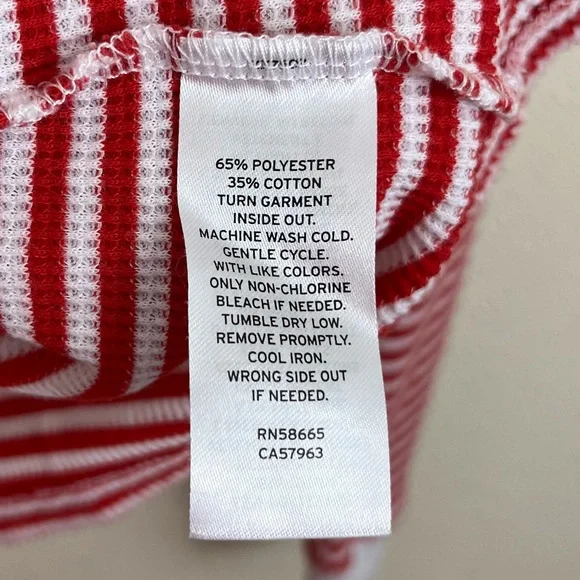 65% POLYESTER
35% COTTON
TURN GARMENT
INSIDE OUT.
MACHINE WASH COLD.
GENTLE CYCLE.
WITH LIKE COLORS.
ONLY NON-CHLORINE
BLEACH IF NEEDED.
TUMBLE DRY LOW.
REMOVE PROMPTLY.
COOL IRON.
WRONG SIDE OUT
IF NEEDED.
RN58665
CA57963